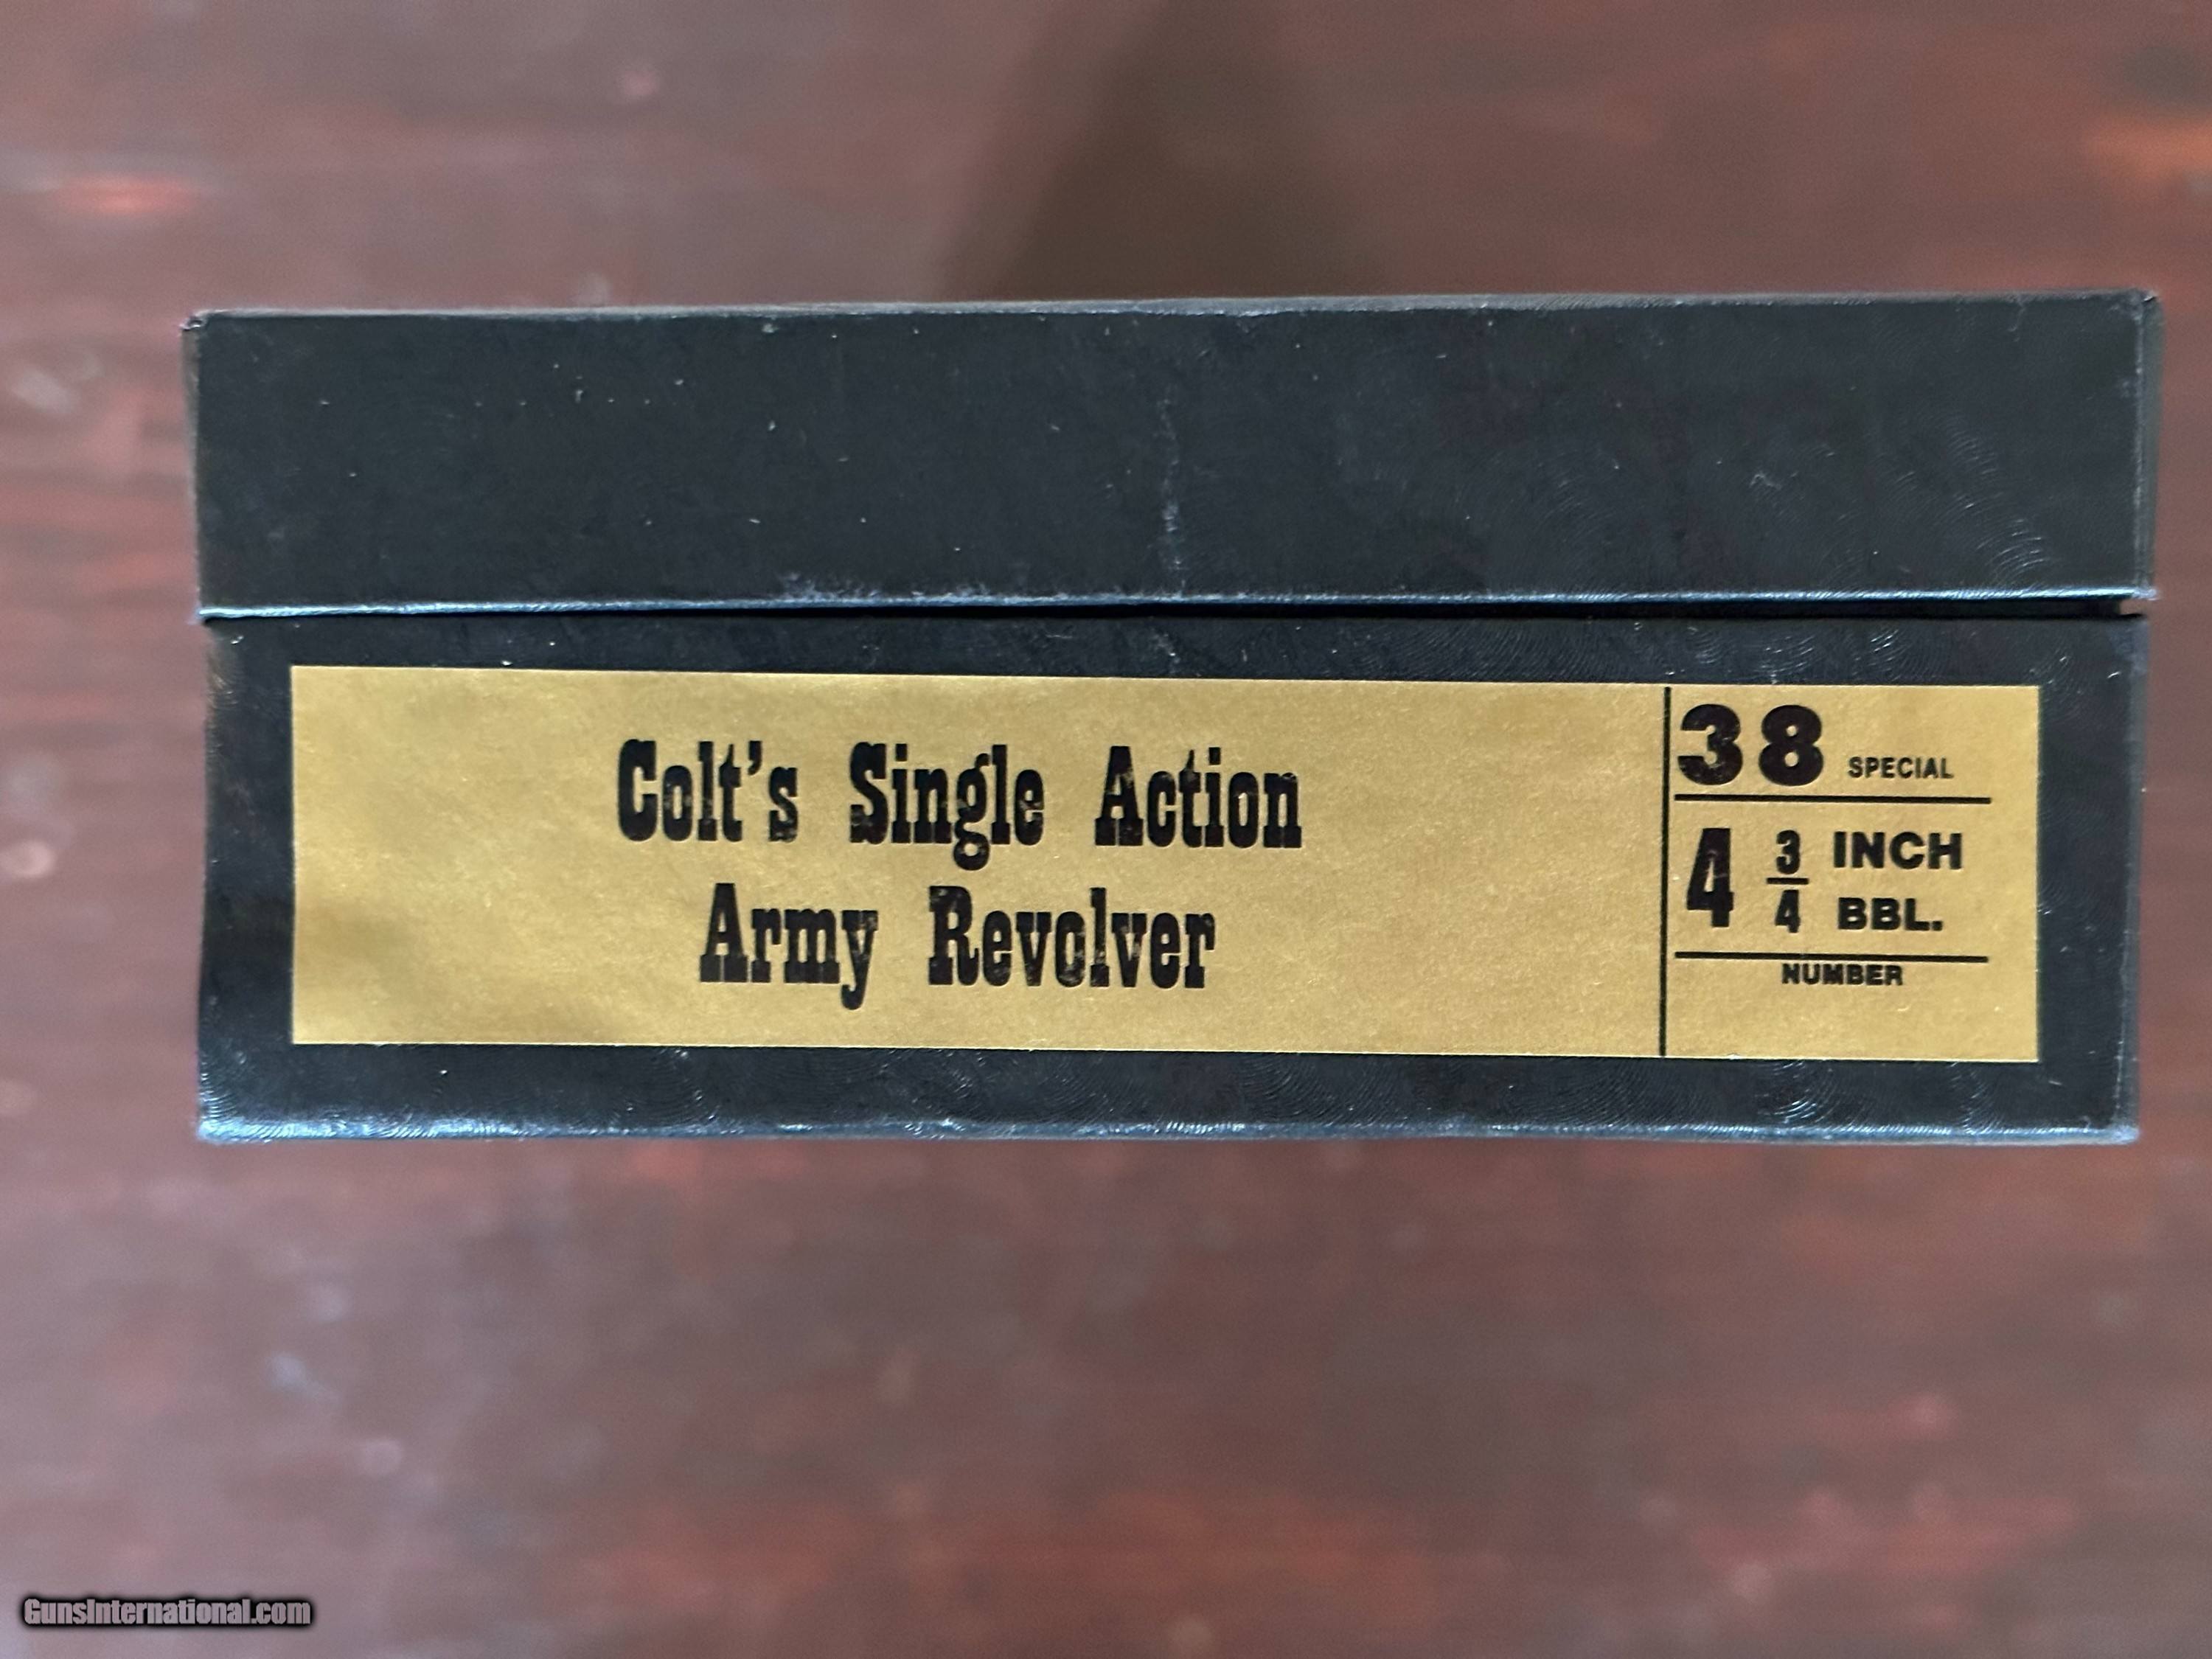 Colt's Single Action
Army Revolver
38 SPECIAL
4 3/4 INCH
BBL.
NUMBER
GunsInternational.com